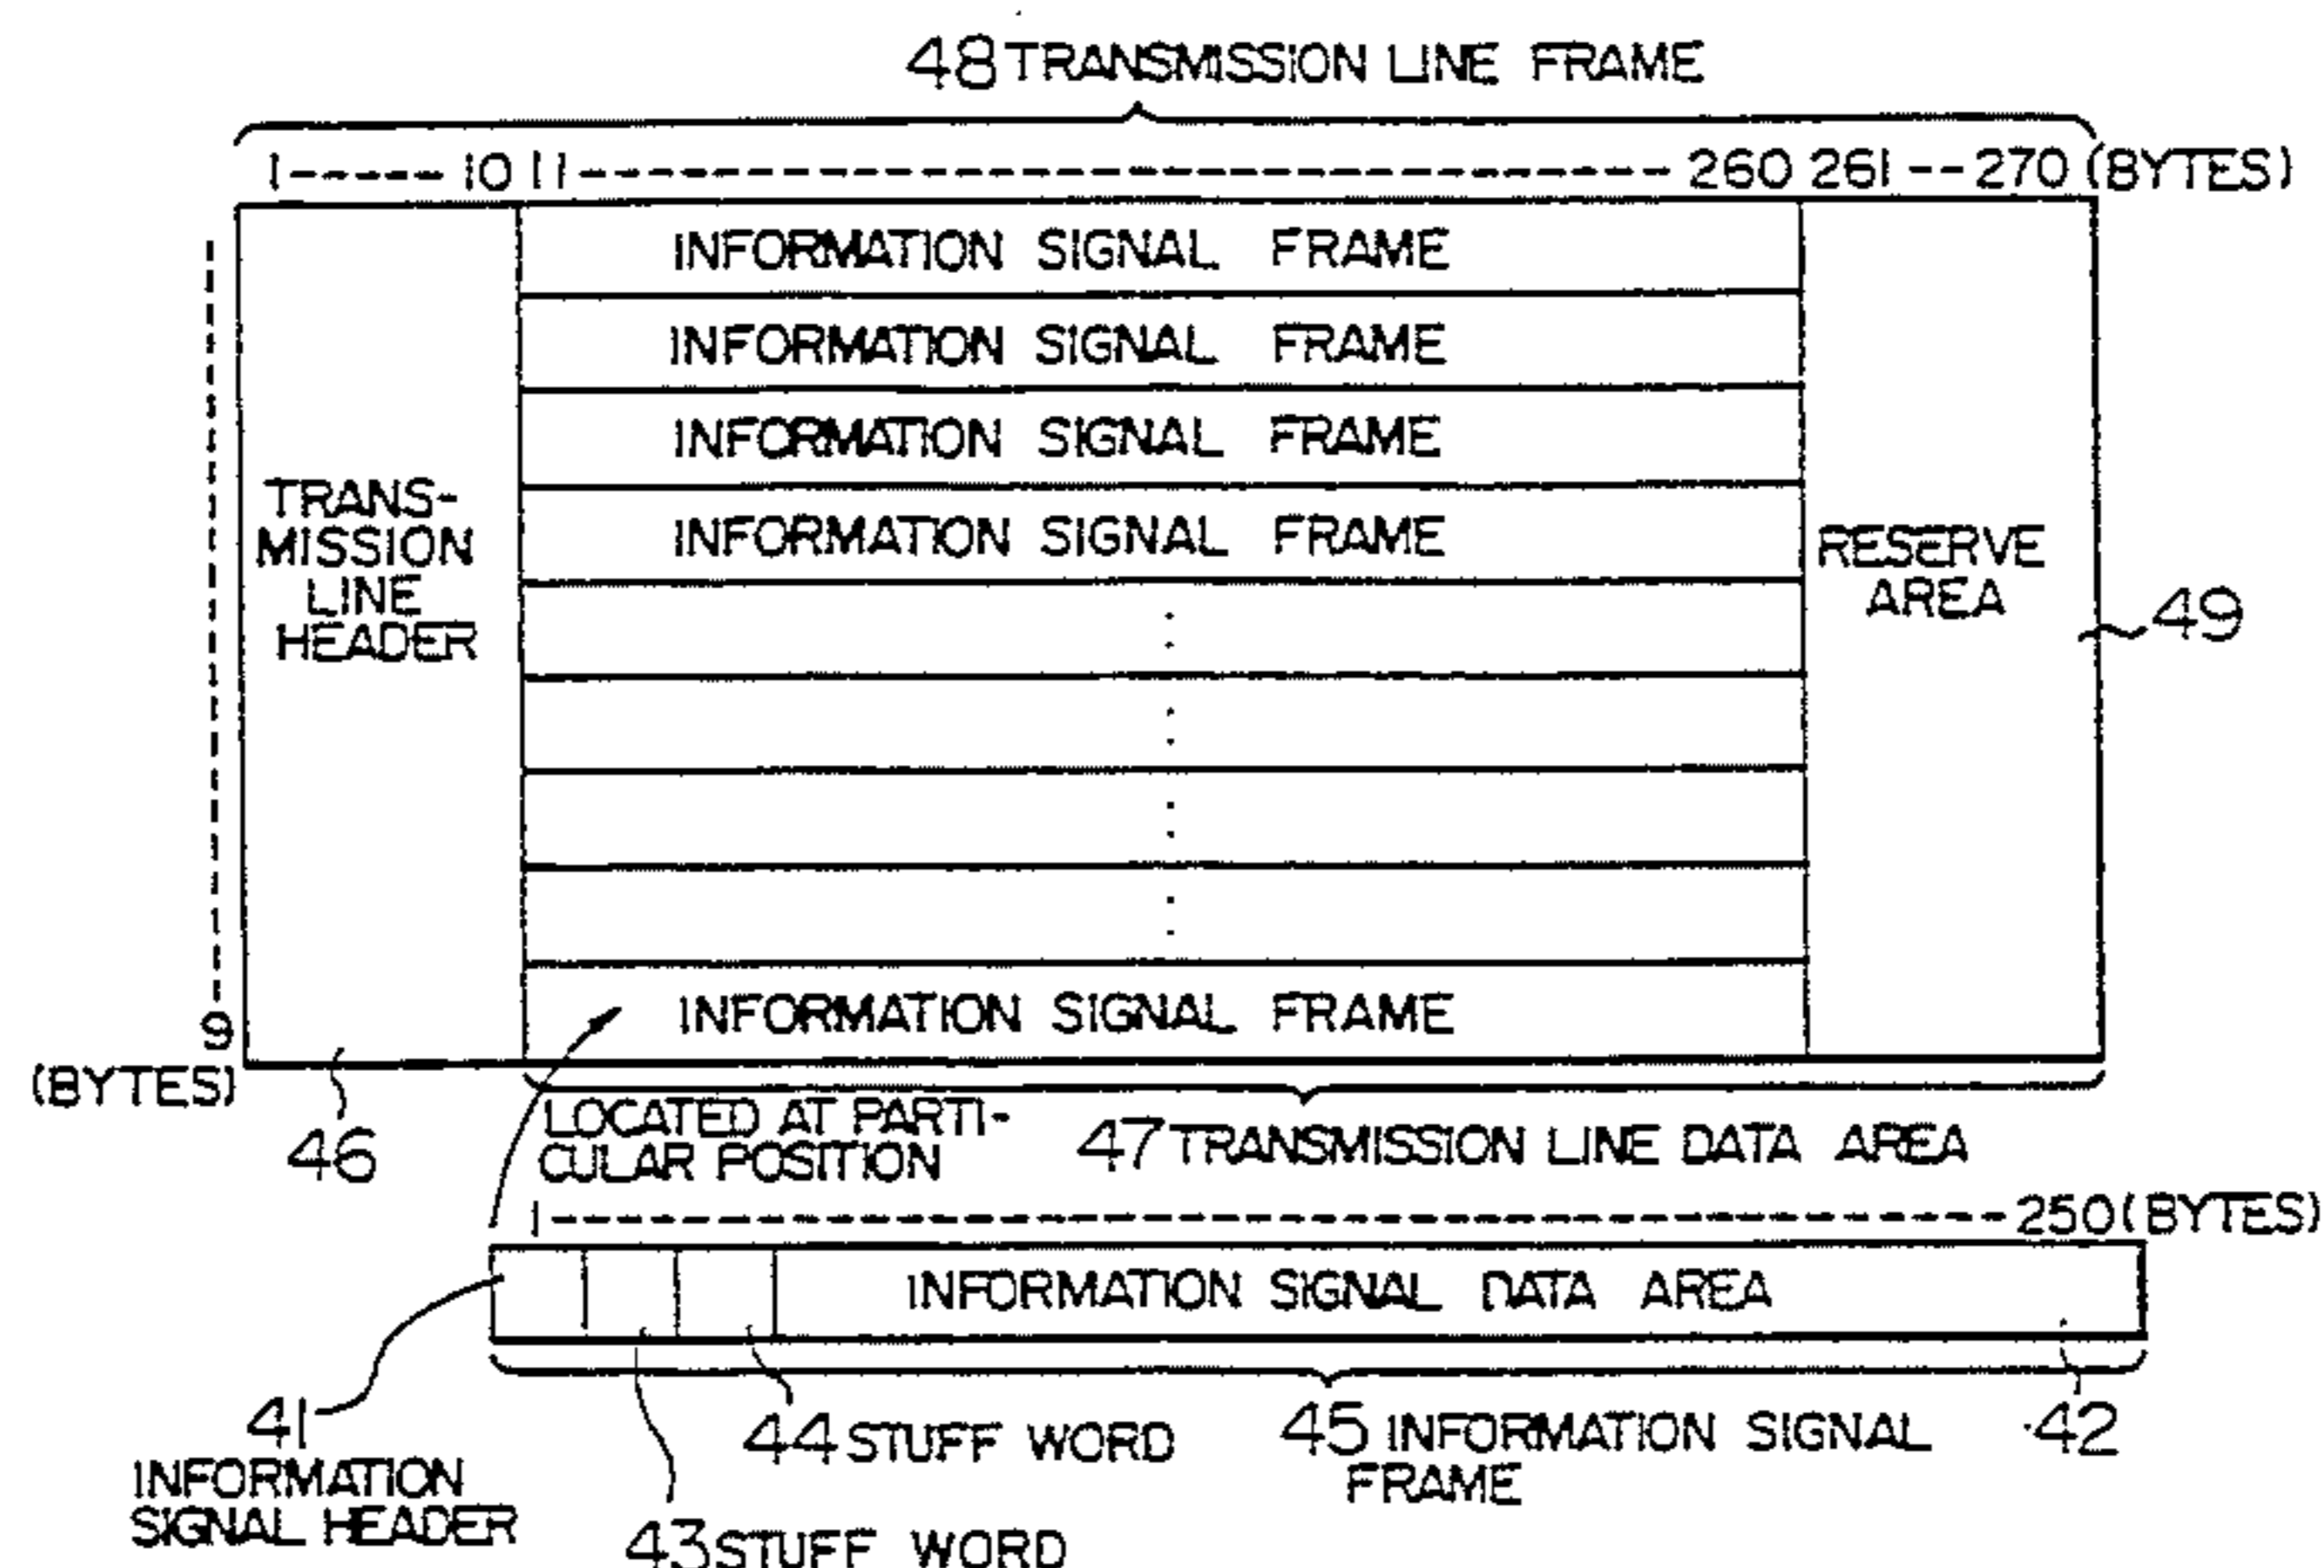 48 TRANSMISSION LINE FRAME
1 ------ 10 11 ------ 260 261 -- 270 (BYTES)
INFORMATION SIGNAL FRAME
INFORMATION SIGNAL FRAME
INFORMATION SIGNAL FRAME
INFORMATION SIGNAL FRAME
TRANS-
MISSION
LINE
HEADER
RESERVE
AREA
49
INFORMATION SIGNAL FRAME
9
(BYTES)
46
LOCATED AT PARTI-
CULAR POSITION
47 TRANSMISSION LINE DATA AREA
1 ------ 250 (BYTES)
INFORMATION SIGNAL DATA AREA
41
INFORMATION
SIGNAL HEADER
43 STUFF WORD
44 STUFF WORD
45 INFORMATION SIGNAL
FRAME
42